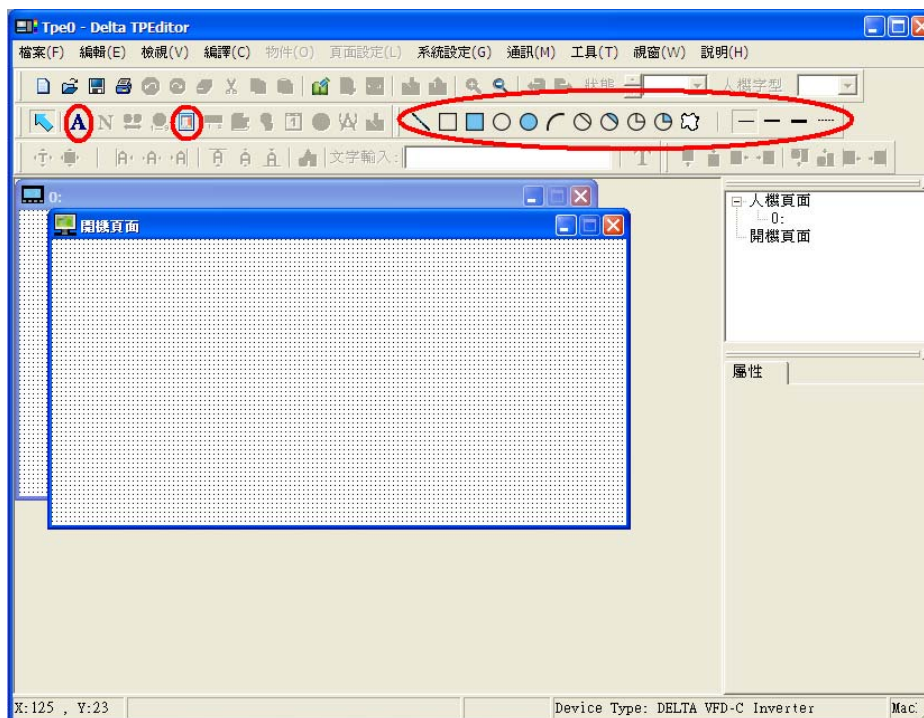 Tpe0 - Delta TPEditor
檔案(F) 編輯(E) 檢視(V) 編譯(C) 物件(O) 頁面設定(L) 系統設定(G) 通訊(M) 工具(T) 視窗(W) 說明(H)
狀態 人機字型
A N
文字輸入:
0:
開機頁面
人機頁面
0:
開機頁面
屬性
X:125 , Y:23 Device Type: DELTA VFD-C Inverter Mac.